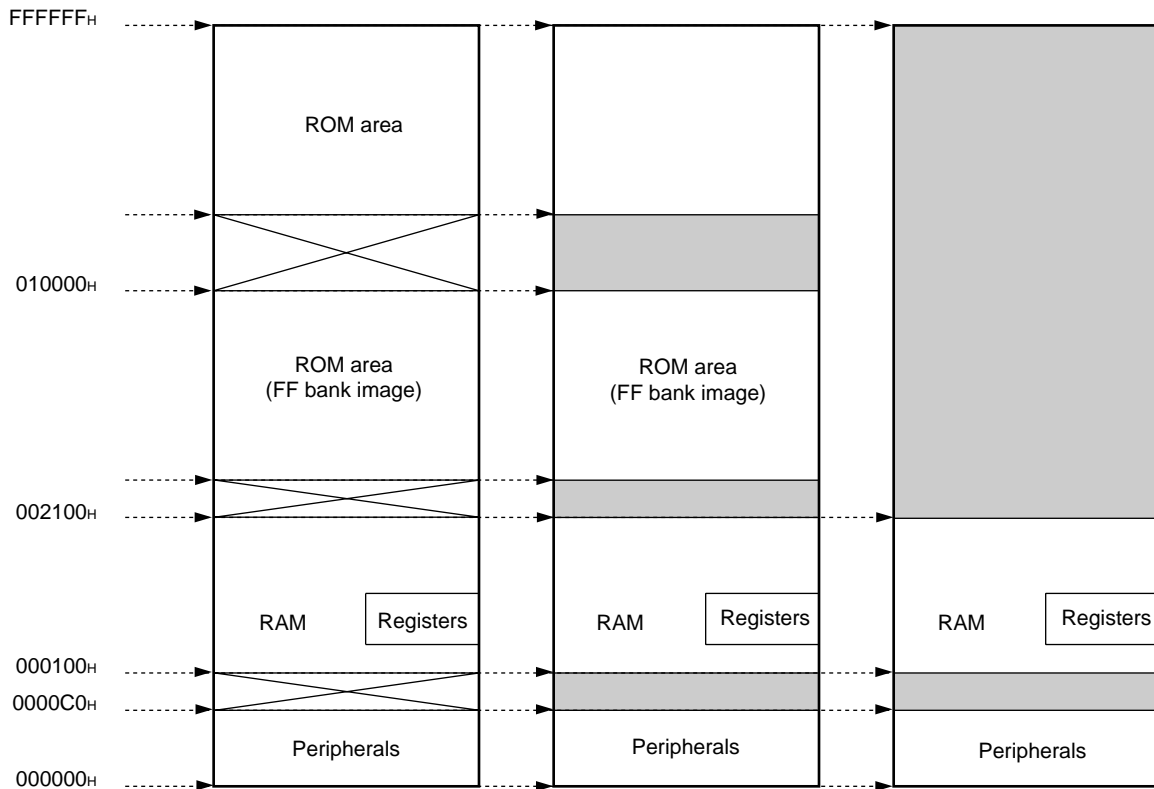 FFFFFFH
ROM area
010000H
ROM area
(FF bank image)
ROM area
(FF bank image)
002100H
RAM
Registers
RAM
Registers
RAM
Registers
000100H
0000C0H
Peripherals
Peripherals
Peripherals
000000H